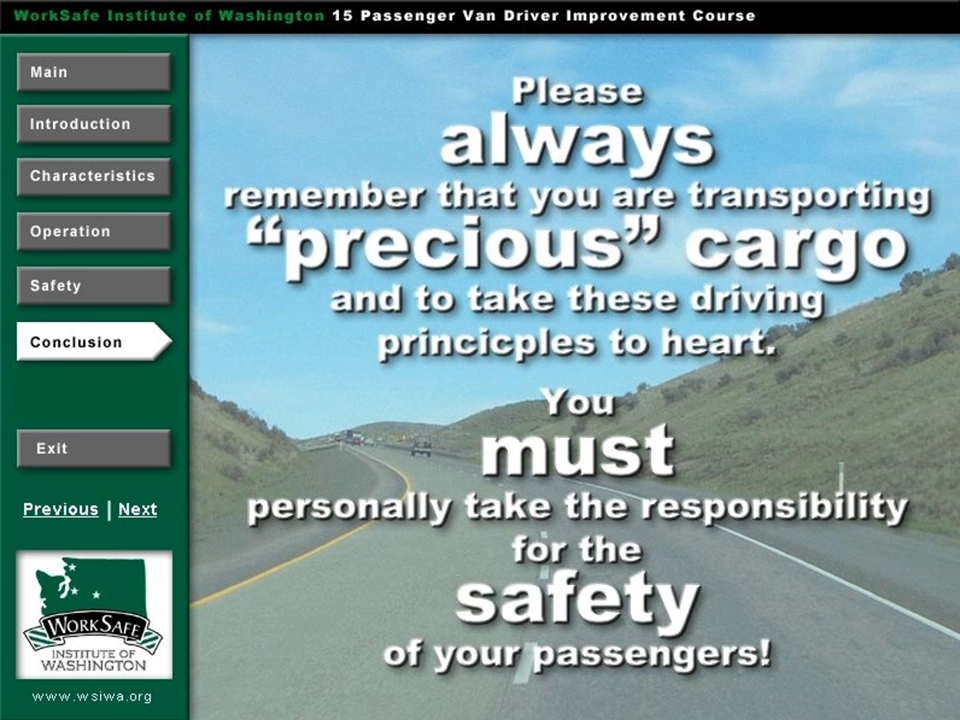 WorkSafe Institute of Washington 15 Passenger Van Driver Improvement Course
Main
Introduction
Characteristics
Operation
Safety
Conclusion
Exit
Previous | Next
WORKSAFE
INSTITUTE OF
WASHINGTON
www.wsiwa.org
Please
always
remember that you are transporting
“precious” cargo
and to take these driving
princicples to heart.
You
must
personally take the responsibility
for the
safety
of your passengers!